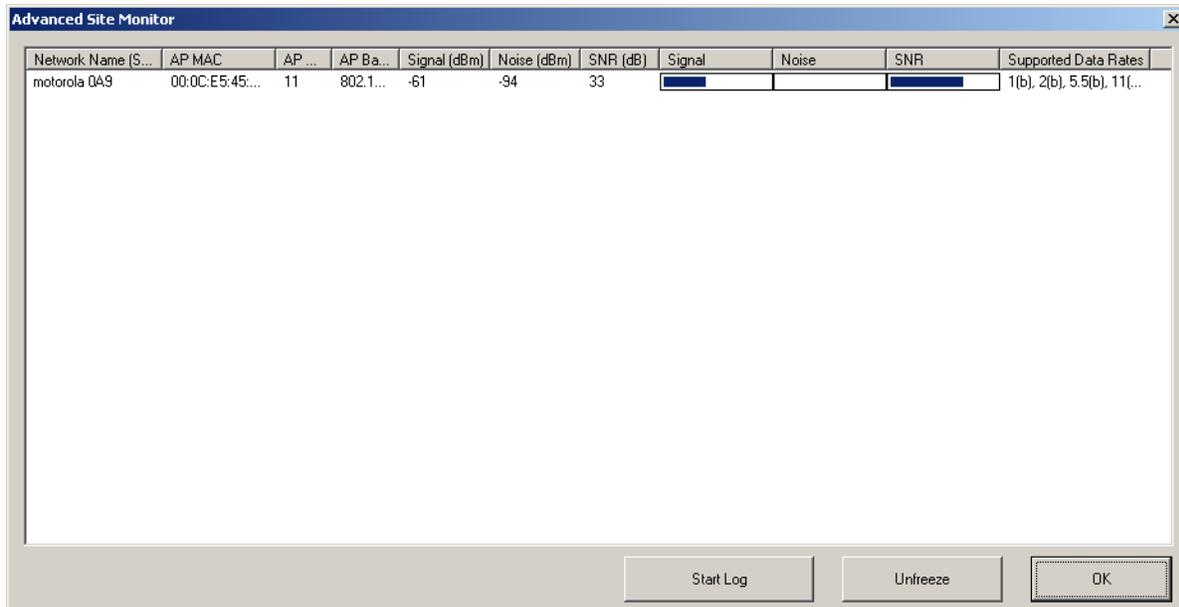 Advanced Site Monitor
Network Name (S... AP MAC AP ... AP Ba... Signal (dBm) Noise (dBm) SNR (dB) Signal Noise SNR Supported Data Rates
motorola 0A9 00:0C:E5:45:... 11 802.1... -61 -94 33 1(b), 2(b), 5.5(b), 11(...
Start Log Unfreeze OK